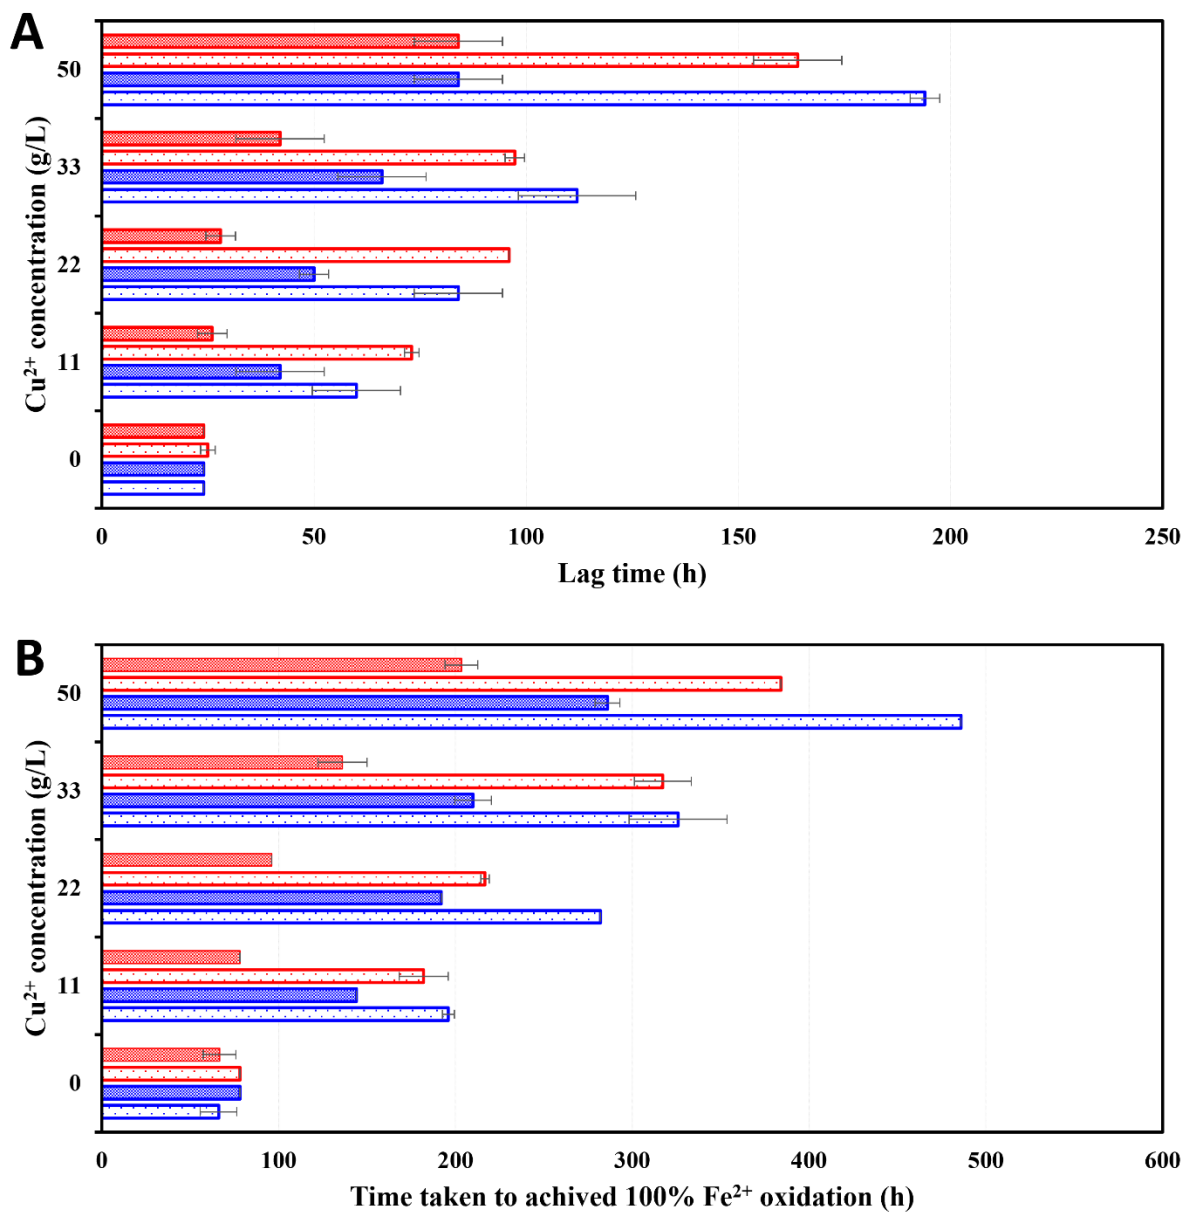 A
Cu²⁺ concentration (g/L)
50
33
22
11
0
0 50 100 150 200 250
Lag time (h)
B
Cu²⁺ concentration (g/L)
50
33
22
11
0
0 100 200 300 400 500 600
Time taken to achived 100% Fe²⁺ oxidation (h)